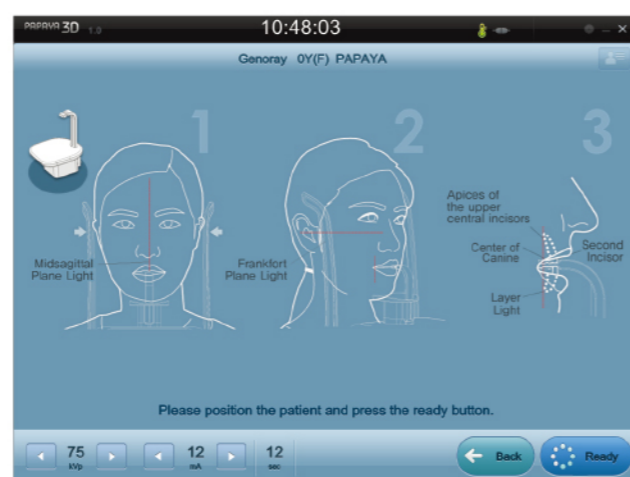 PAPAYA 3D 1.0
10:48:03
Genoray 0Y(F) PAPAYA
1
2
3
Midsagittal
Plane Light
Frankfort
Plane Light
Apices of
the upper
central incisors
Center of
Canine
Second
Incisor
Layer
Light
Please position the patient and press the ready button.
75
kVp
12
mA
12
sec
Back
Ready